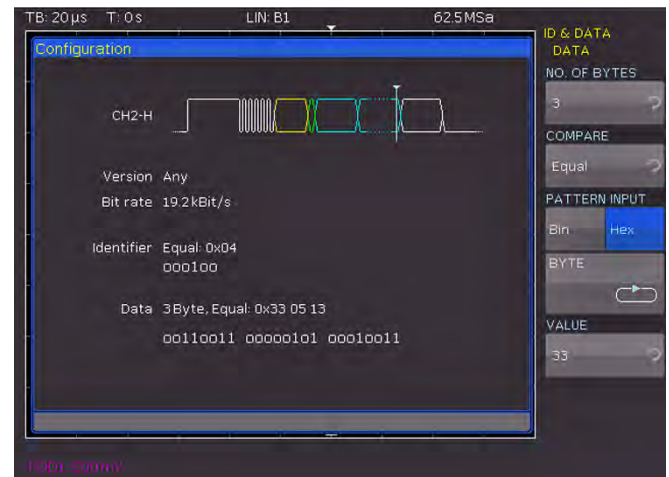 TB: 20µs T: 0s LIN: B1 62.5MSa
ID & DATA
DATA
Configuration
NO. OF BYTES
3
CH2-H
COMPARE
Equal
Version Any
Bit rate 19.2kBit/s
PATTERN INPUT
Bin Hex
Identifier Equal: 0x04
000100
BYTE
Data 3Byte, Equal: 0x33 05 13
00110011 00000101 00010011
VALUE
33